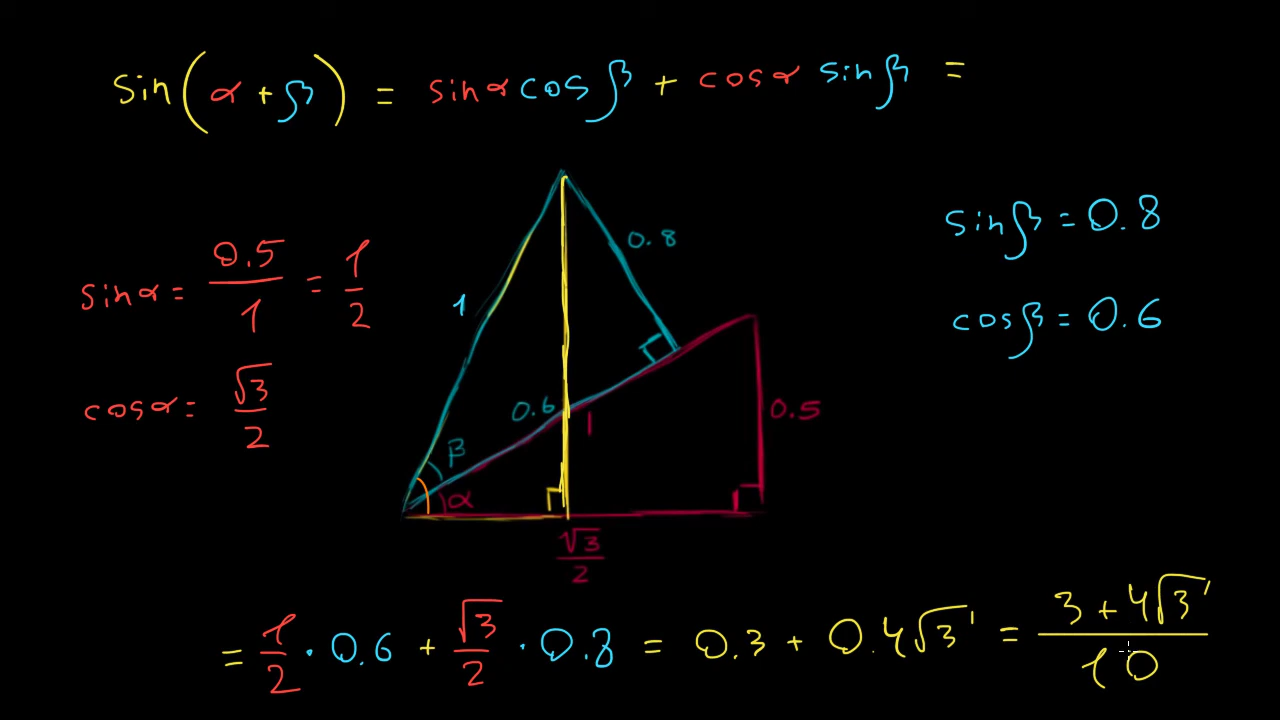 sin(α + β) = sinα cosβ + cosα sinβ =
sinβ = 0.8
0.8
sinα = 0.5/1 = 1/2
1
cosβ = 0.6
cosα = √3/2
0.6
1
0.5
β
α
√3/2
= 1/2 · 0.6 + √3/2 · 0.8 = 0.3 + 0.4√3 = (3 + 4√3)/10